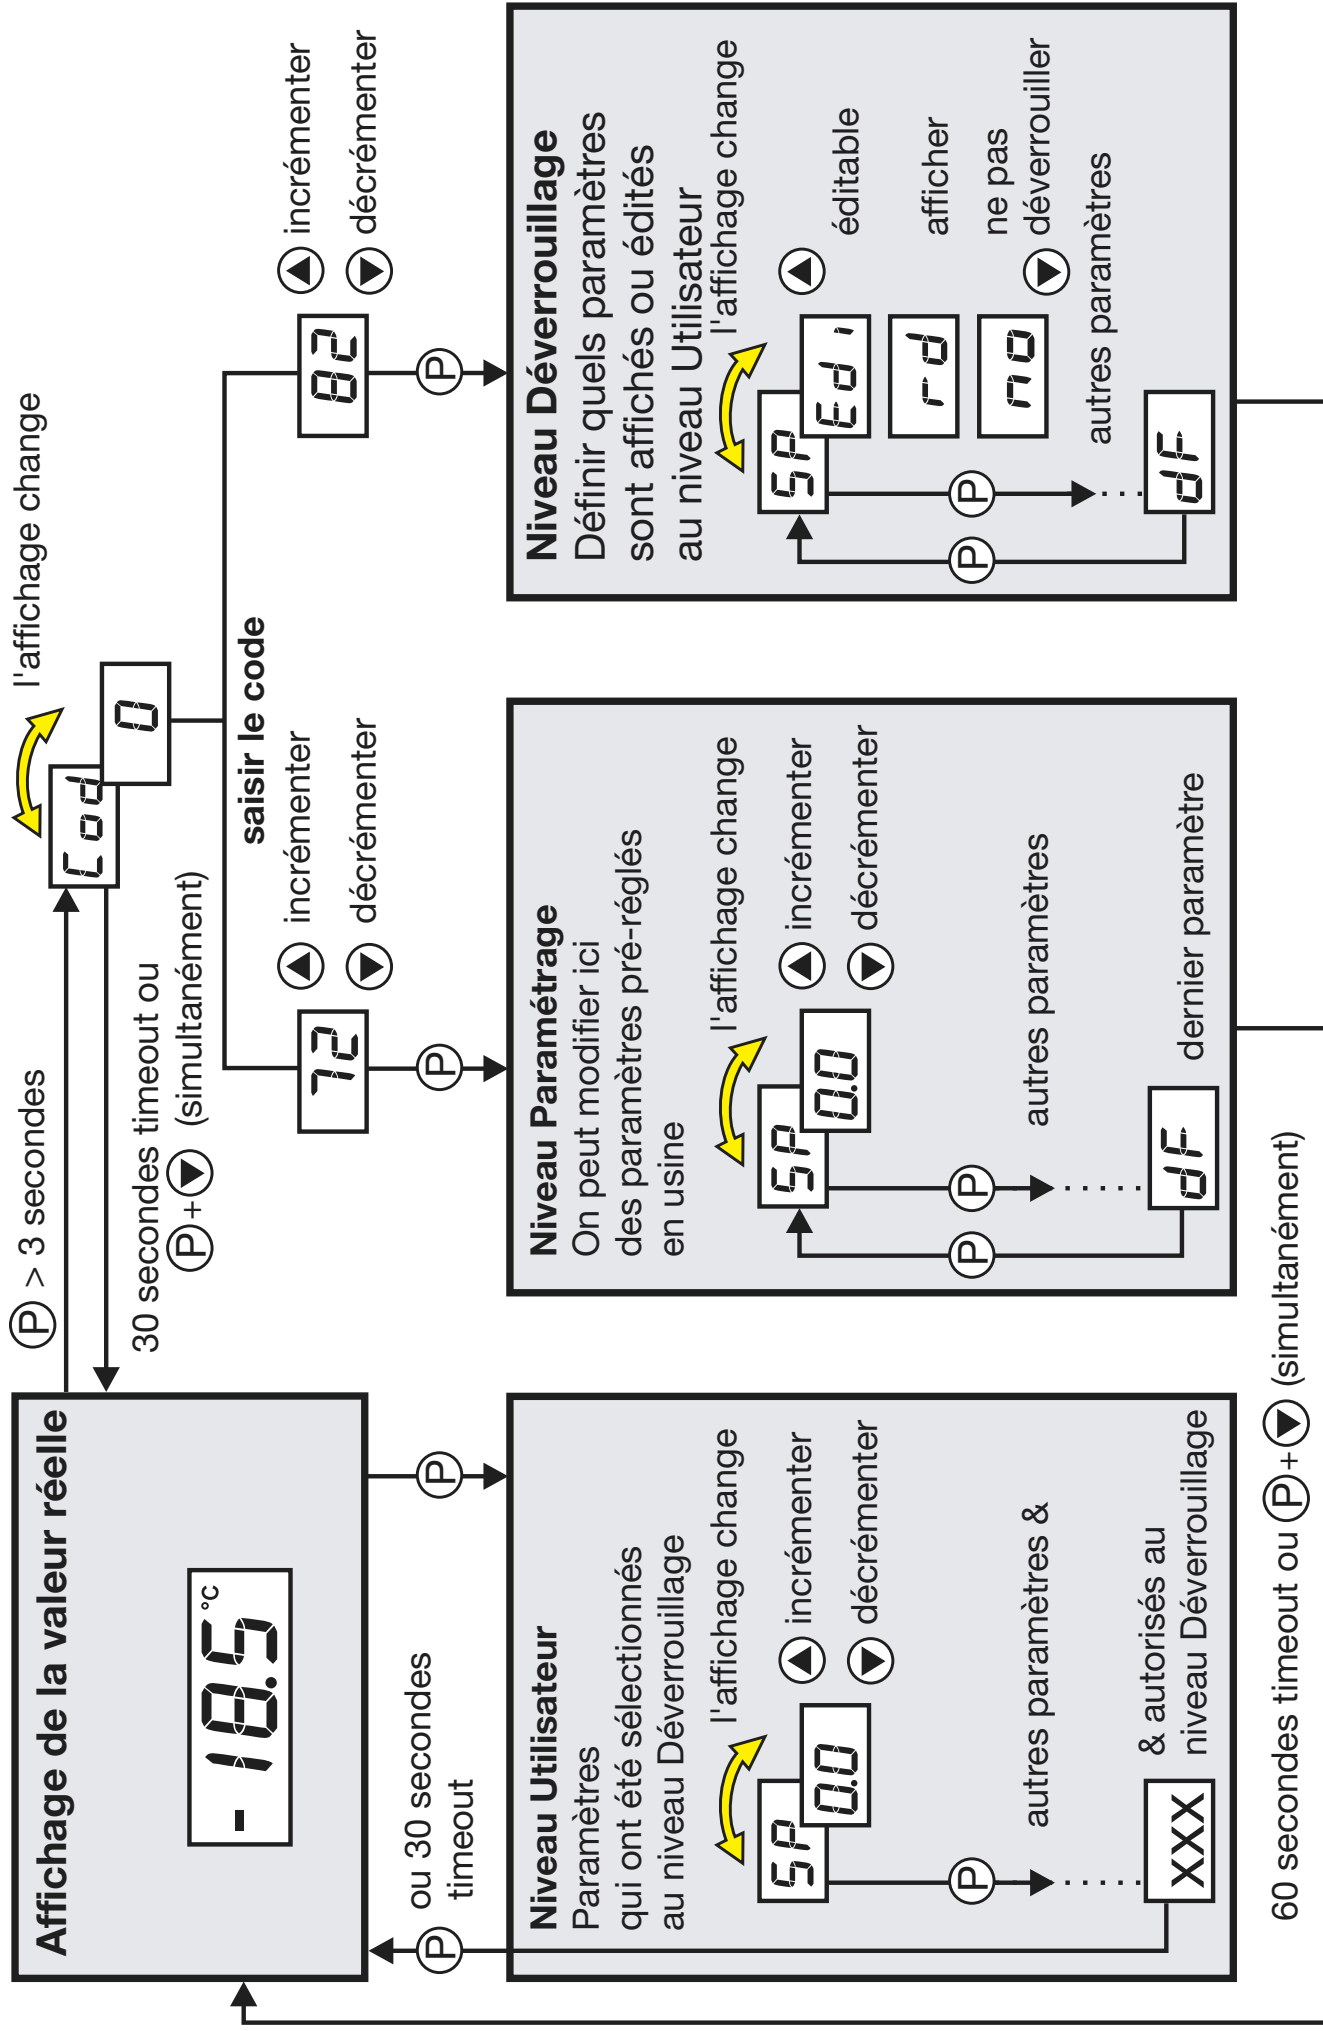 Affichage de la valeur réelle
-18.5 °C
P > 3 secondes
30 secondes timeout ou
P + (simultanément)
l'affichage change
Cod
0
saisir le code
72
incrémenter
décrémenter
P
82
incrémenter
décrémenter
P
P
P
ou 30 secondes
timeout
Niveau Utilisateur
Paramètres
qui ont été sélectionnés
au niveau Déverrouillage
l'affichage change
SP
0.0
incrémenter
décrémenter
P
autres paramètres &
XXX
& autorisés au
niveau Déverrouillage
Niveau Paramétrage
On peut modifier ici
des paramètres pré-réglés
en usine
l'affichage change
SP
0.0
incrémenter
décrémenter
P
P
autres paramètres
dF
dernier paramètre
Niveau Déverrouillage
Définir quels paramètres
sont affichés ou édités
au niveau Utilisateur
l'affichage change
SP
Edi
éditable
rd
afficher
no
ne pas
déverrouiller
P
P
autres paramètres
dF
60 secondes timeout ou P + (simultanément)